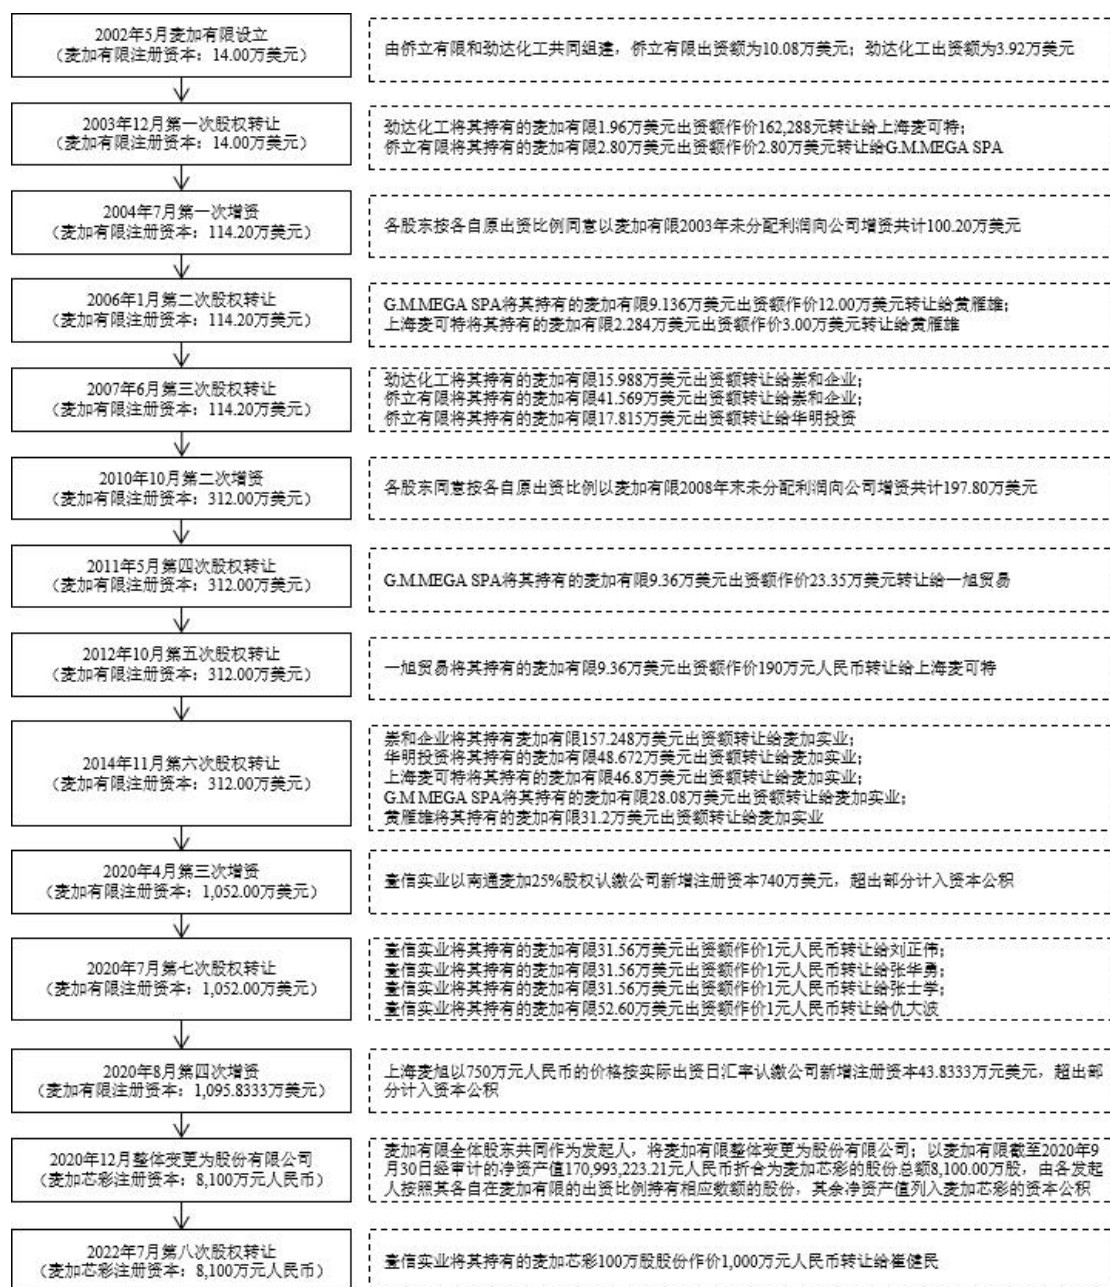 2002年5月麦加有限设立
（麦加有限注册资本：14.00万美元）
由侨立有限和劲达化工共同组建，侨立有限出资额为10.08万美元；劲达化工出资额为3.92万美元
2003年12月第一次股权转让
（麦加有限注册资本：14.00万美元）
劲达化工将其持有的麦加有限1.96万美元出资额作价162,288元转让给上海麦可特；
侨立有限将其持有的麦加有限2.80万美元出资额作价2.80万美元转让给G.M.MEGA SPA
2004年7月第一次增资
（麦加有限注册资本：114.20万美元）
各股东按各自原出资比例同意以麦加有限2003年未分配利润向公司增资共计100.20万美元
2006年1月第二次股权转让
（麦加有限注册资本：114.20万美元）
G.M.MEGA SPA将其持有的麦加有限9.136万美元出资额作价12.00万美元转让给黄雁雄；
上海麦可特将其持有的麦加有限2.284万美元出资额作价3.00万美元转让给黄雁雄
2007年6月第三次股权转让
（麦加有限注册资本：114.20万美元）
劲达化工将其持有的麦加有限15.988万美元出资额转让给崇和企业；
侨立有限将其持有的麦加有限41.569万美元出资额转让给崇和企业；
侨立有限将其持有的麦加有限17.815万美元出资额转让给华明投资
2010年10月第二次增资
（麦加有限注册资本：312.00万美元）
各股东同意按各自原出资比例以麦加有限2008年末未分配利润向公司增资共计197.80万美元
2011年5月第四次股权转让
（麦加有限注册资本：312.00万美元）
G.M.MEGA SPA将其持有的麦加有限9.36万美元出资额作价23.35万美元转让给一旭贸易
2012年10月第五次股权转让
（麦加有限注册资本：312.00万美元）
一旭贸易将其持有的麦加有限9.36万美元出资额作价190万元人民币转让给上海麦可特
2014年11月第六次股权转让
（麦加有限注册资本：312.00万美元）
崇和企业将其持有麦加有限157.248万美元出资额转让给麦加实业；
华明投资将其持有的麦加有限48.672万美元出资额转让给麦加实业；
上海麦可特将其持有的麦加有限46.8万美元出资额转让给麦加实业；
G.M MEGA SPA将其持有的麦加有限28.08万美元出资额转让给麦加实业；
黄雁雄将其持有的麦加有限31.2万美元出资额转让给麦加实业
2020年4月第三次增资
（麦加有限注册资本：1,052.00万美元）
壹信实业以南通麦加25%股权认缴公司新增注册资本740万美元，超出部分计入资本公积
2020年7月第七次股权转让
（麦加有限注册资本：1,052.00万美元）
壹信实业将其持有的麦加有限31.56万美元出资额作价1元人民币转让给刘正伟；
壹信实业将其持有的麦加有限31.56万美元出资额作价1元人民币转让给张华勇；
壹信实业将其持有的麦加有限31.56万美元出资额作价1元人民币转让给张士学；
壹信实业将其持有的麦加有限52.60万美元出资额作价1元人民币转让给仇大波
2020年8月第四次增资
（麦加有限注册资本：1,095.8333万美元）
上海麦旭以750万元人民币的价格按实际出资日汇率认缴公司新增注册资本43.8333万元美元，超出部
分计入资本公积
2020年12月整体变更为股份有限公司
（麦加芯彩注册资本：8,100万元人民币）
麦加有限全体股东共同作为发起人，将麦加有限整体变更为股份有限公司；以麦加有限截至2020年9
月30日经审计的净资产值170,993,223.21元人民币折合为麦加芯彩的股份总额8,100.00万股，由各发起
人按照其各自在麦加有限的出资比例持有相应数额的股份，其余净资产值列入麦加芯彩的资本公积
2022年7月第八次股权转让
（麦加芯彩注册资本：8,100万元人民币）
壹信实业将其持有的麦加芯彩100万股股份作价1,000万元人民币转让给崔健民